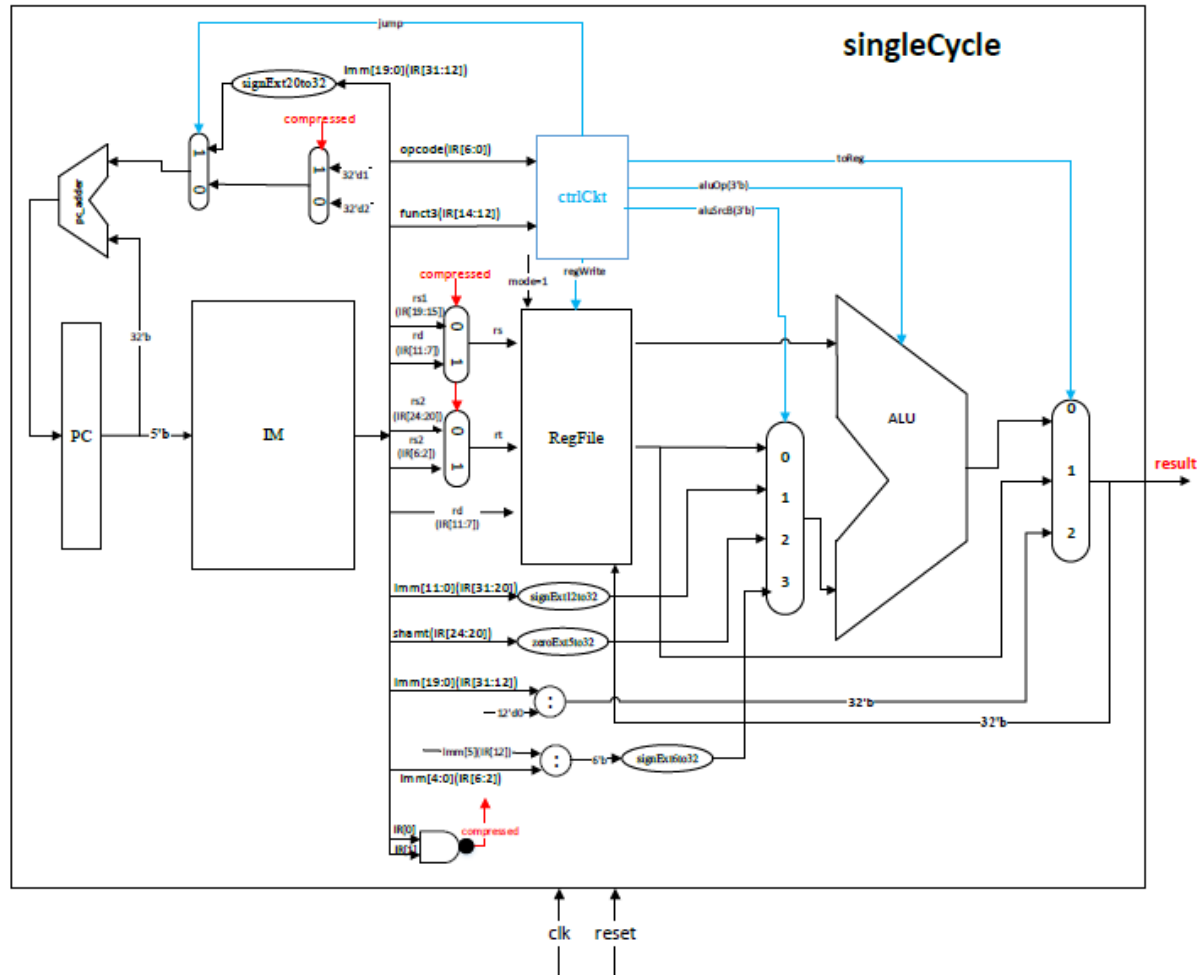 jump
singleCycle
Imm[19:0](IR[31:12])
signExt20to32
compressed
1
0
1
0
32'd1
32'd2
pc_adder
opcode(IR[6:0])
funct3(IR[14:12])
ctrlCkt
toReg
aluOp(3'b)
aluSrcB(3'b)
regWrite
mode=1
compressed
rs1
(IR[19:15])
rd
(IR[11:7])
0
1
rs
rs2
(IR[24:20])
rs2
(IR[6:2])
0
1
rt
rd
(IR[11:7])
32'b
PC
5'b
IM
RegFile
0
1
2
3
ALU
0
1
2
result
Imm[11:0](IR[31:20])
signExt12to32
shamt(IR[24:20])
zeroExt5to32
Imm[19:0](IR[31:12])
12'd0
:
32'b
32'b
Imm[5](IR[12])
Imm[4:0](IR[6:2])
:
6'b
signExt6to32
IR[0]
IR[1]
compressed
clk
reset